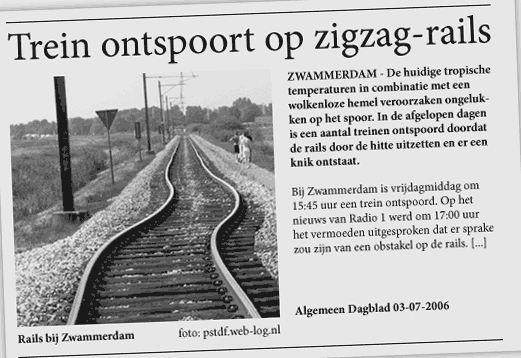 Trein ontspoort op zigzag-rails
ZWAMMERDAM - De huidige tropische
temperaturen in combinatie met een
wolkenloze hemel veroorzaken ongeluk-
ken op het spoor. In de afgelopen dagen
is een aantal treinen ontspoord doordat
de rails door de hitte uitzetten en er een
knik ontstaat.
Bij Zwammerdam is vrijdagmiddag om
15:45 uur een trein ontspoord. Op het
nieuws van Radio 1 werd om 17:00 uur
het vermoeden uitgesproken dat er sprake
zou zijn van een obstakel op de rails. [...]
Algemeen Dagblad 03-07-2006
Rails bij Zwammerdam
foto: pstdf.web-log.nl